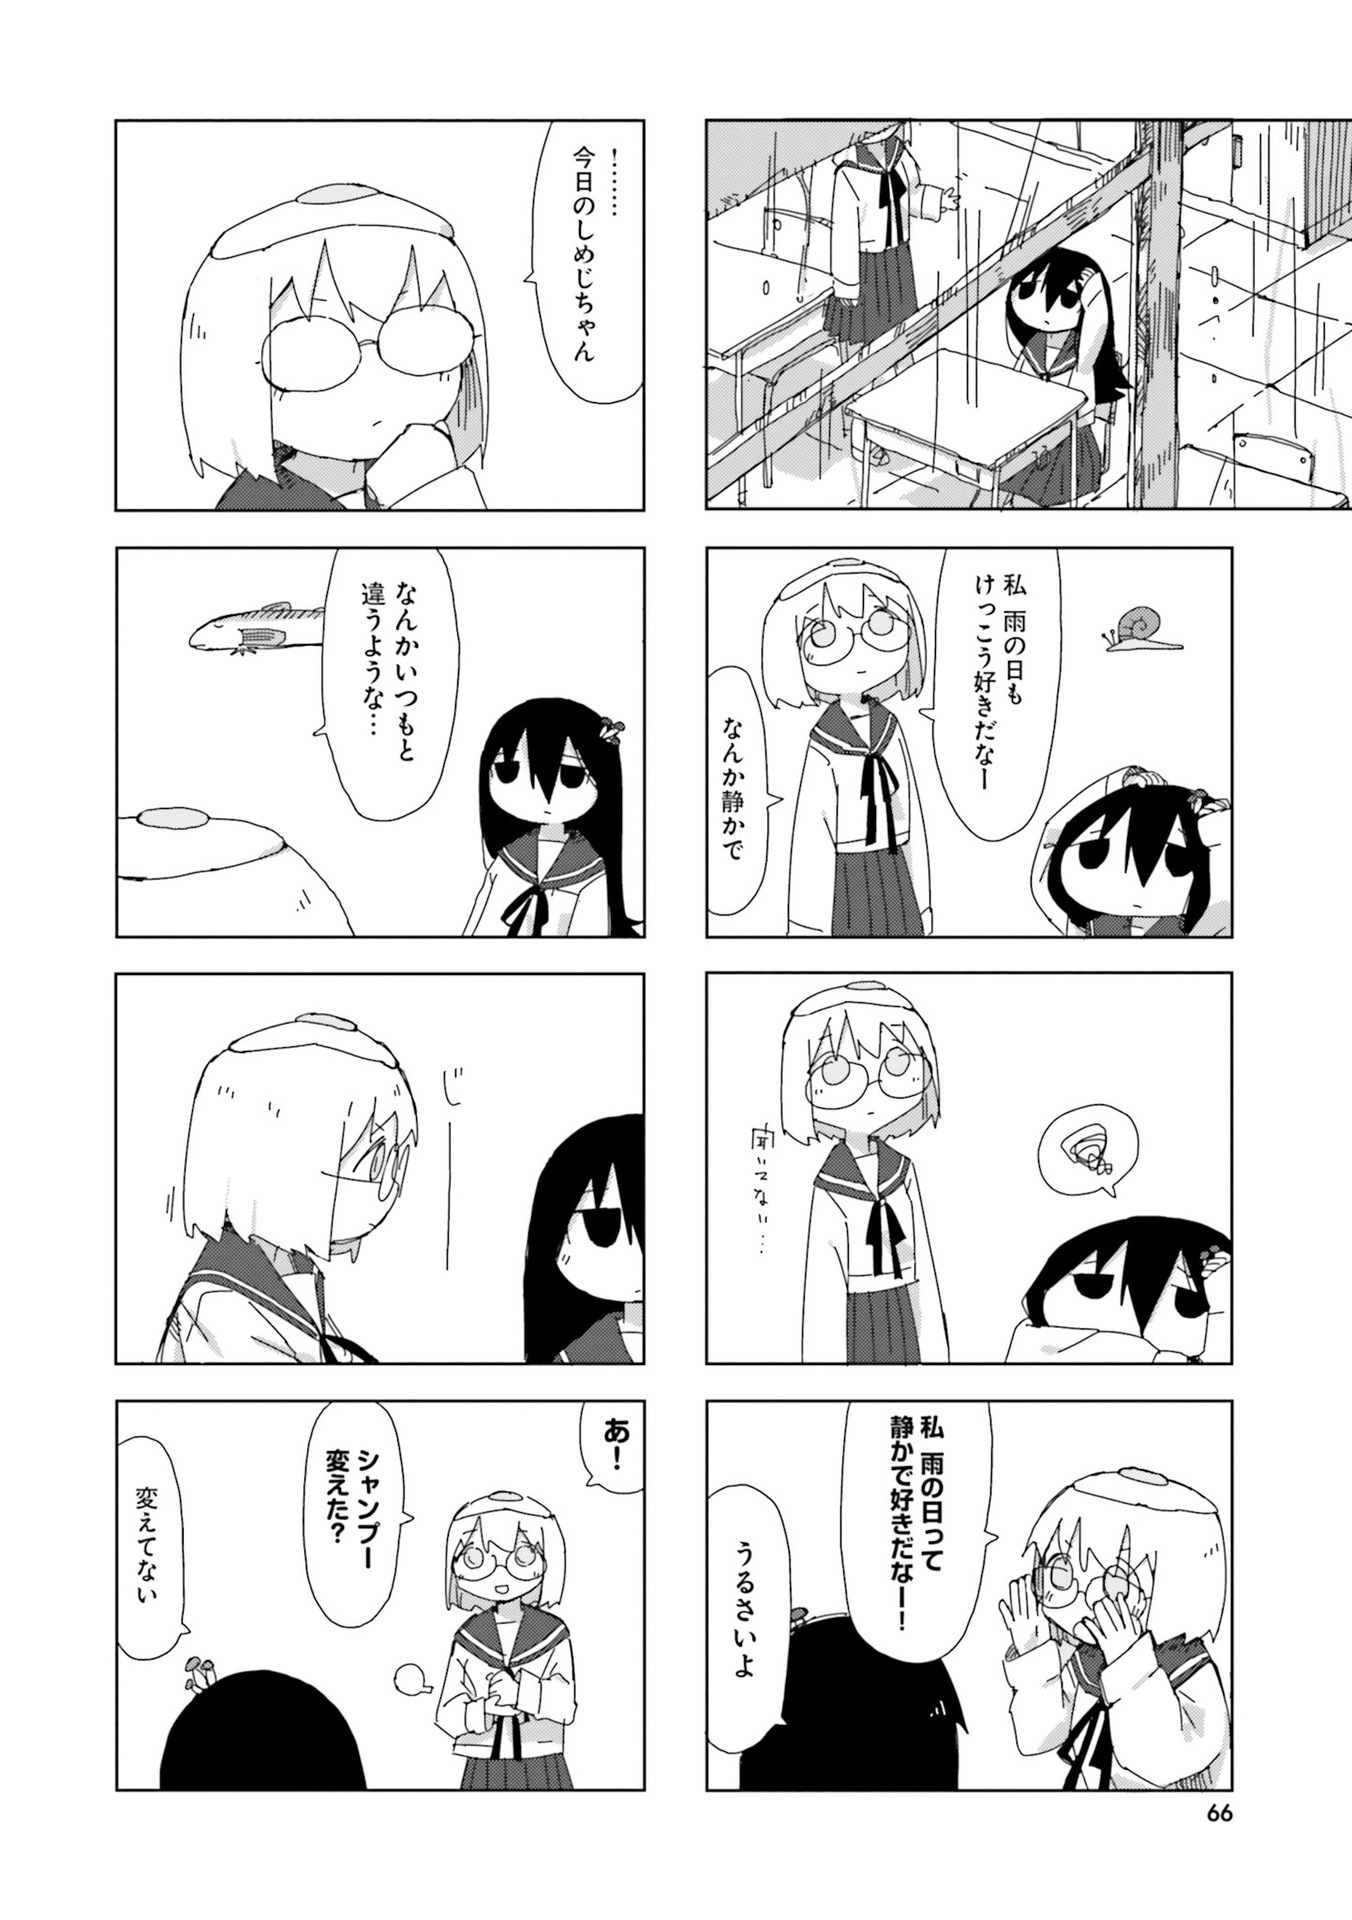 私 雨の日も
けっこう好きだなー
なんか静かで
聞いてない…
私 雨の日って
静かで好きだなー!
うるさいよ
!……
今日のしめじちゃん
なんかいつもと
違うような…
じ
あ!
シャンプー
変えた?
変えてない
66